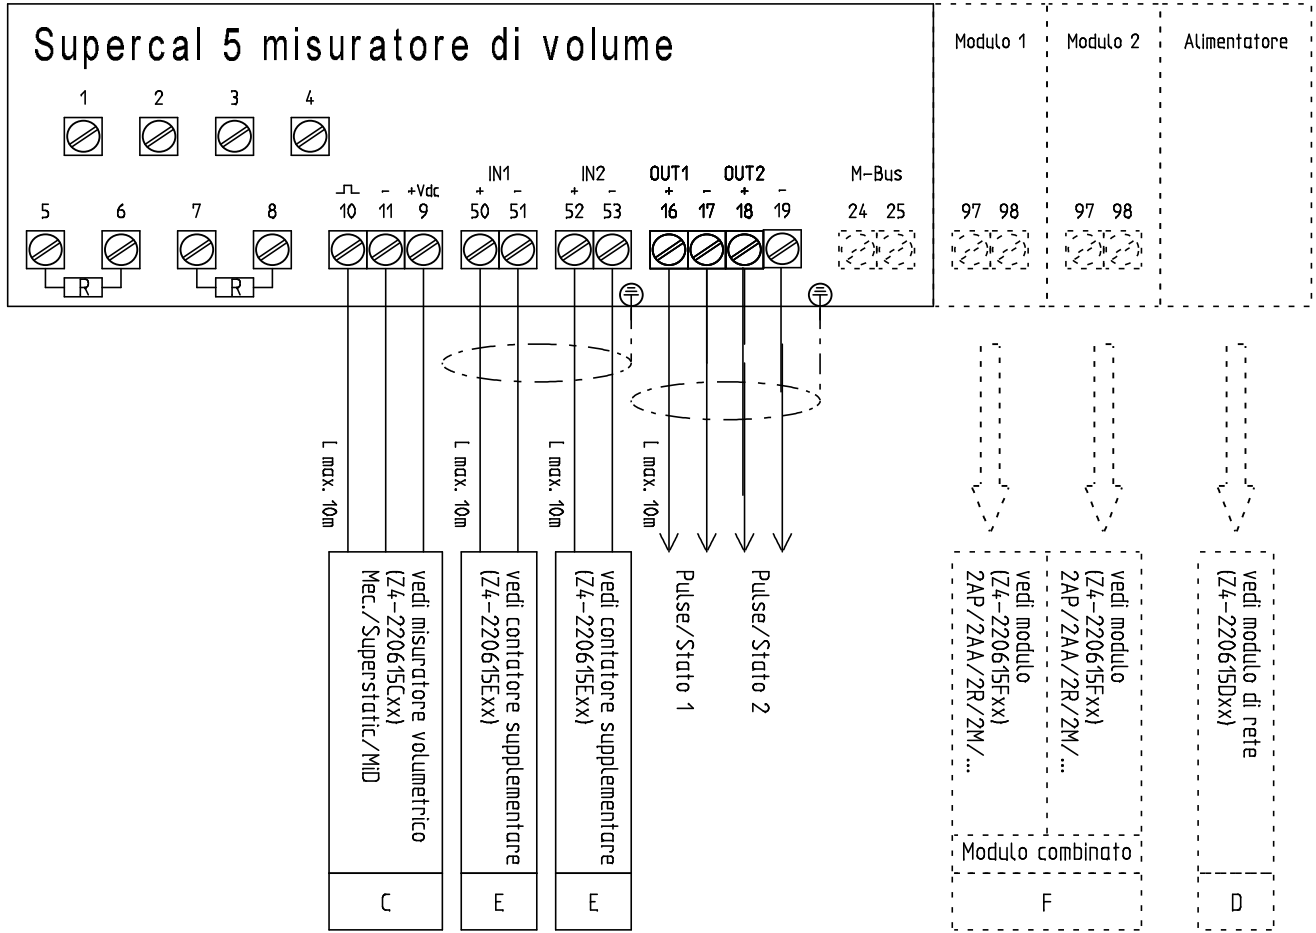 Supercal 5 misuratore di volume
Modulo 1
Modulo 2
Alimentatore
1 2 3 4
IN1 IN2 OUT1 OUT2 M-Bus
- +Vdc + - + - + - + -
5 6 7 8 10 11 9 50 51 52 53 16 17 18 19 24 25 97 98 97 98
R R
L max. 10m
L max. 10m
L max. 10m
L max. 10m
vedi misuratore volumetrico
(Z4-220615Cxx)
Mec./Superstatic/MiD
C
vedi contatore supplementare
(Z4-220615Exx)
E
vedi contatore supplementare
(Z4-220615Exx)
E
Pulse/Stato 1
Pulse/Stato 2
vedi modulo
(Z4-220615Fxx)
2AP/2AA/2R/2M/...
vedi modulo
(Z4-220615Fxx)
2AP/2AA/2R/2M/...
Modulo combinato
F
vedi modulo di rete
(Z4-220615Dxx)
D